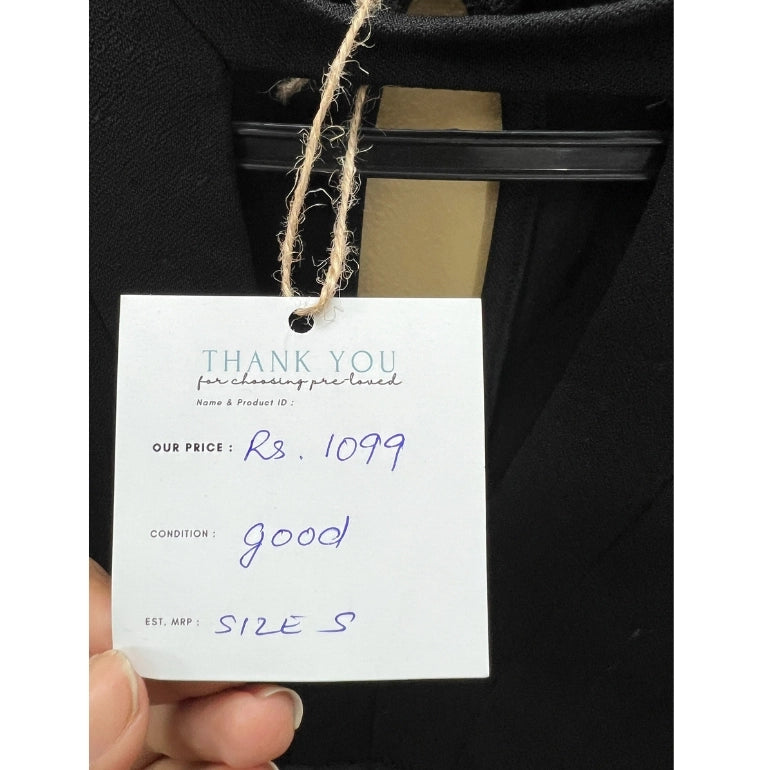 THANK YOU
for choosing pre-loved
Name & Product ID :
OUR PRICE : Rs. 1099
CONDITION : good
EST. MRP : SIZE S